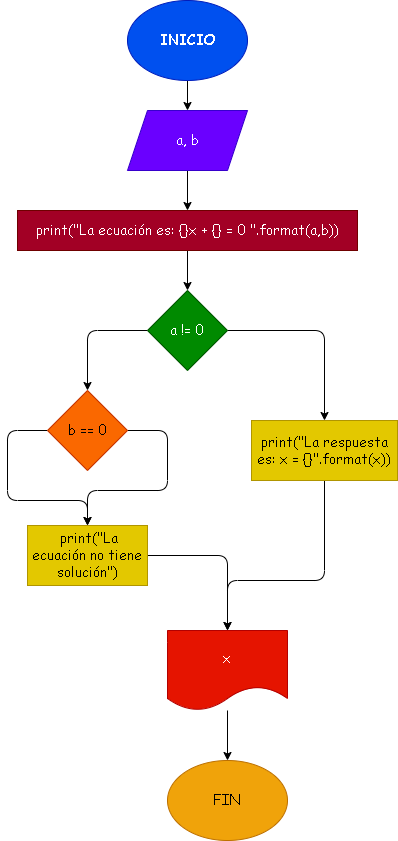 INICIO
a, b
print("La ecuación es: {}x + {} = 0 ".format(a,b))
a != 0
b == 0
print("La respuesta
es: x = {}".format(x))
print("La
ecuación no tiene
solución")
x
FIN